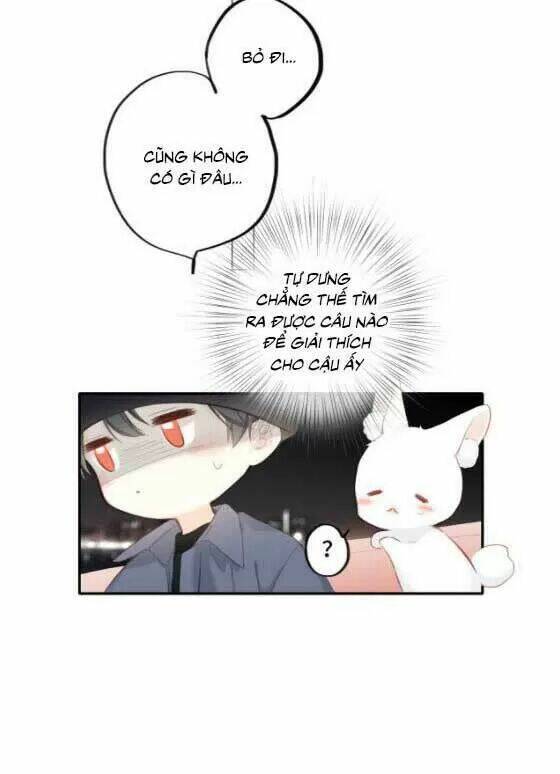 BỎ ĐI...
CŨNG KHÔNG
CÓ GÌ ĐÂU...
TỰ DƯNG
CHẲNG THẾ TÌM
RA ĐƯỢC CÂU NÀO
ĐỂ GIẢI THÍCH
CHO CẬU ẤY
?